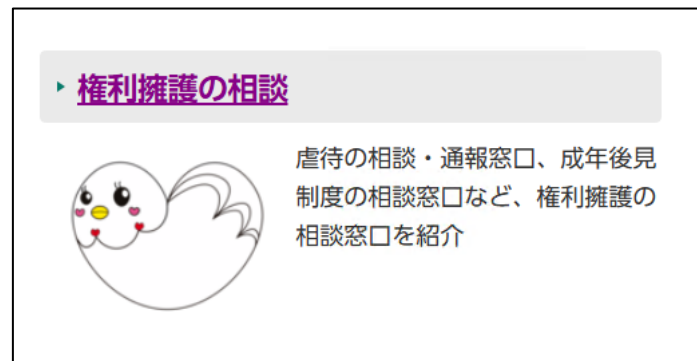 権利擁護の相談
虐待の相談・通報窓口、成年後見
制度の相談窓口など、権利擁護の
相談窓口を紹介